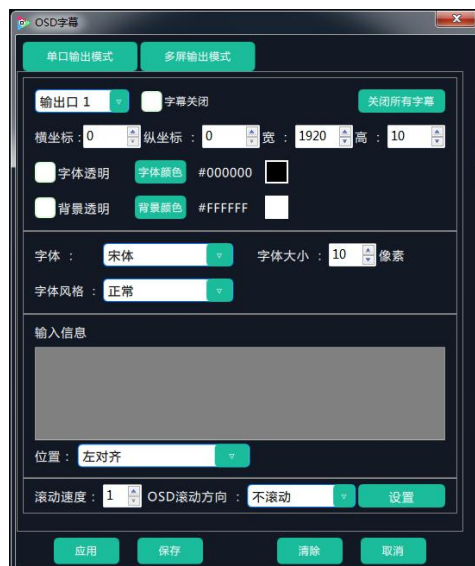 OSD字幕
单口输出模式 多屏输出模式
输出口 1 字幕关闭 关闭所有字幕
横坐标：0 纵坐标：0 宽：1920 高：10
字体透明 字体颜色 #000000
背景透明 背景颜色 #FFFFFF
字体： 宋体 字体大小：10 像素
字体风格：正常
输入信息
位置：左对齐
滚动速度：1 OSD滚动方向：不滚动 设置
应用 保存 清除 取消